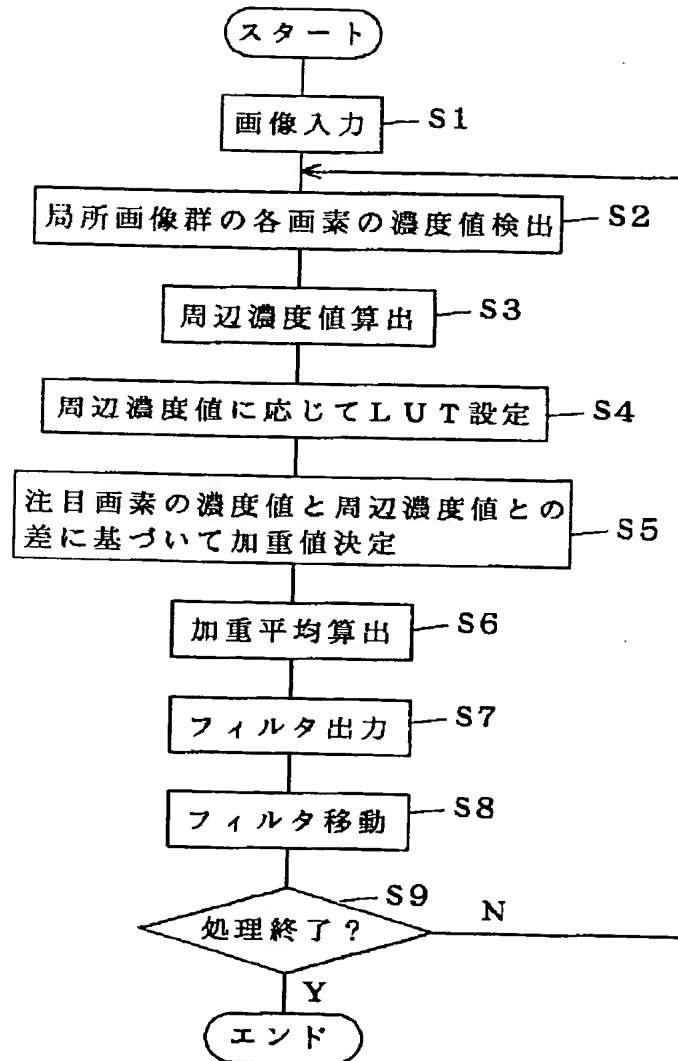 スタート
画像入力 S1
局所画像群の各画素の濃度値検出 S2
周辺濃度値算出 S3
周辺濃度値に応じてLUT設定 S4
注目画素の濃度値と周辺濃度値との
差に基づいて加重値決定 S5
加重平均算出 S6
フィルタ出力 S7
フィルタ移動 S8
S9
処理終了? N
Y
エンド